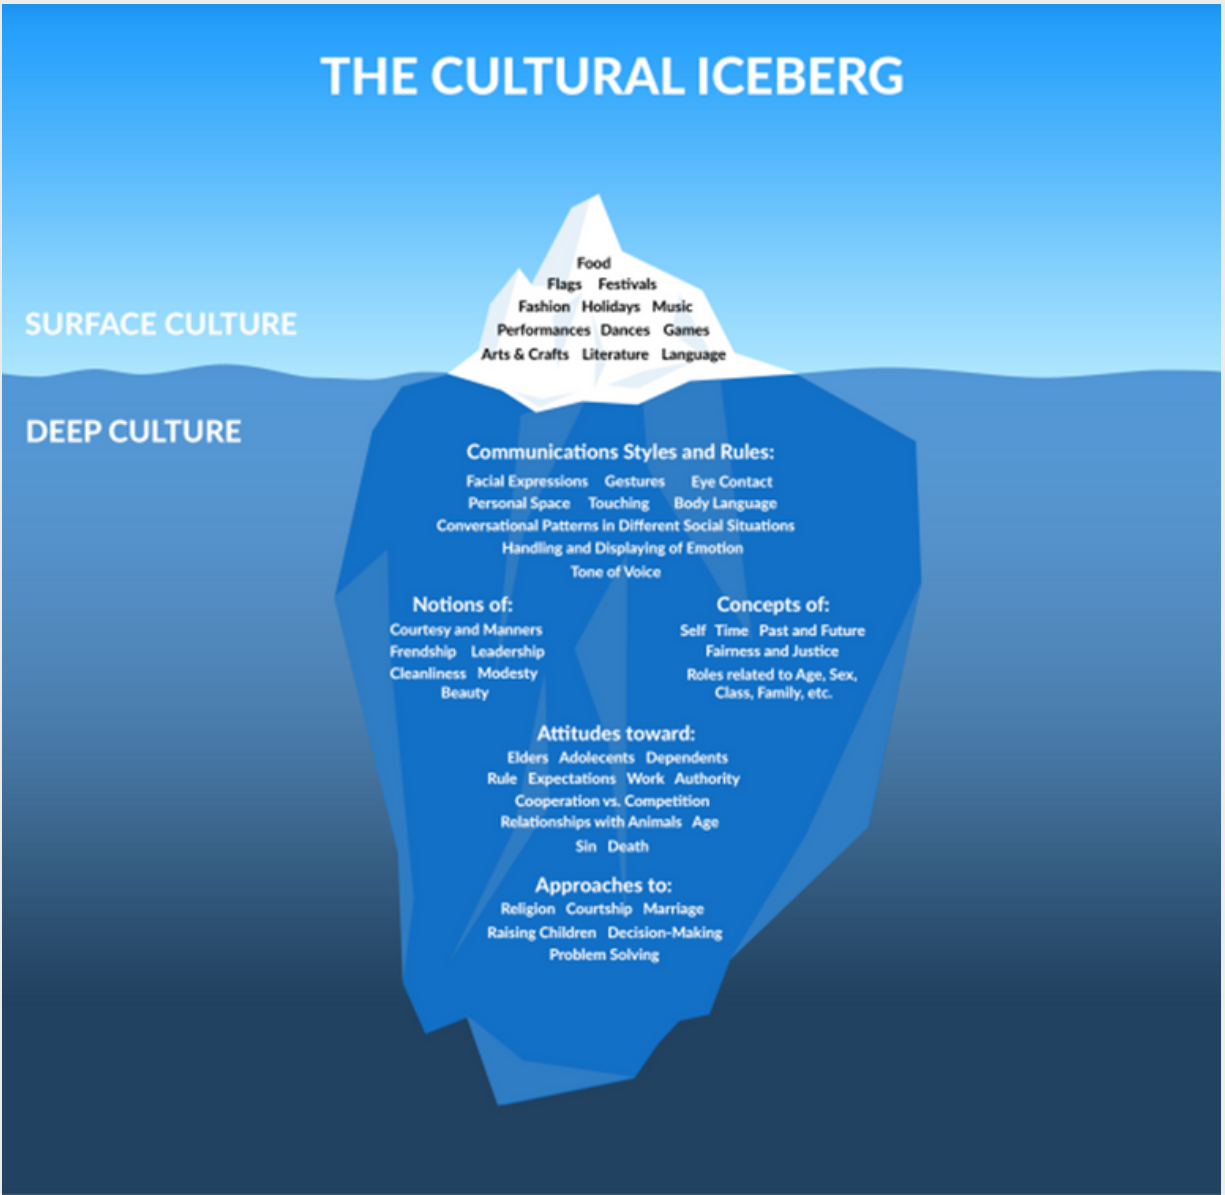 THE CULTURAL ICEBERG
Food
Flags Festivals
Fashion Holidays Music
SURFACE CULTURE
Performances Dances Games
Arts & Crafts Literature Language
DEEP CULTURE
Communications Styles and Rules:
Facial Expressions Gestures Eye Contact
Personal Space Touching Body Language
Conversational Patterns in Different Social Situations
Handling and Displaying of Emotion
Tone of Voice
Notions of:
Courtesy and Manners
Frendship Leadership
Cleanliness Modesty
Beauty
Concepts of:
Self Time Past and Future
Fairness and Justice
Roles related to Age, Sex,
Class, Family, etc.
Attitudes toward:
Elders Adolecents Dependents
Rule Expectations Work Authority
Cooperation vs. Competition
Relationships with Animals Age
Sin Death
Approaches to:
Religion Courtship Marriage
Raising Children Decision-Making
Problem Solving